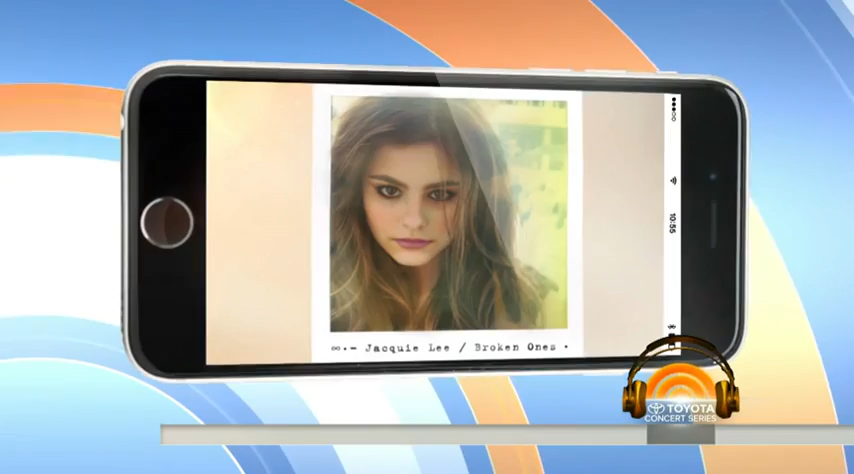 10:55
∞.– Jacquie Lee / Broken Ones .
TOYOTA
CONCERT SERIES